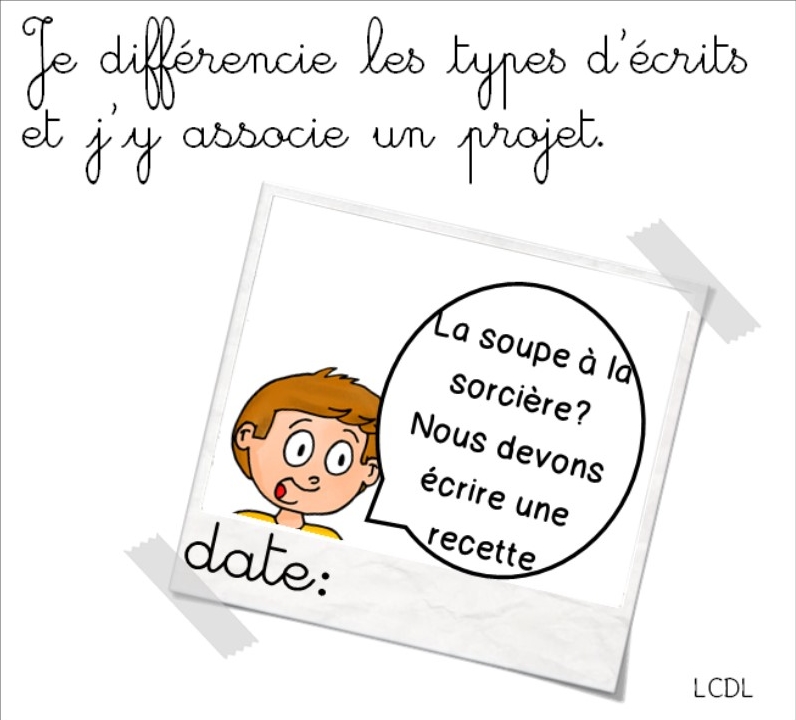 Je différencie les types d'écrits
et j'y associe un projet.
La soupe à la
sorcière?
Nous devons
écrire une
recette
date:
LCDL